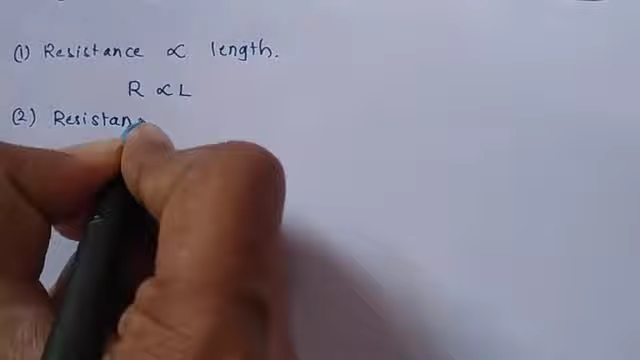 (1) Resistance ∝ length.
R ∝ L
(2) Resistan